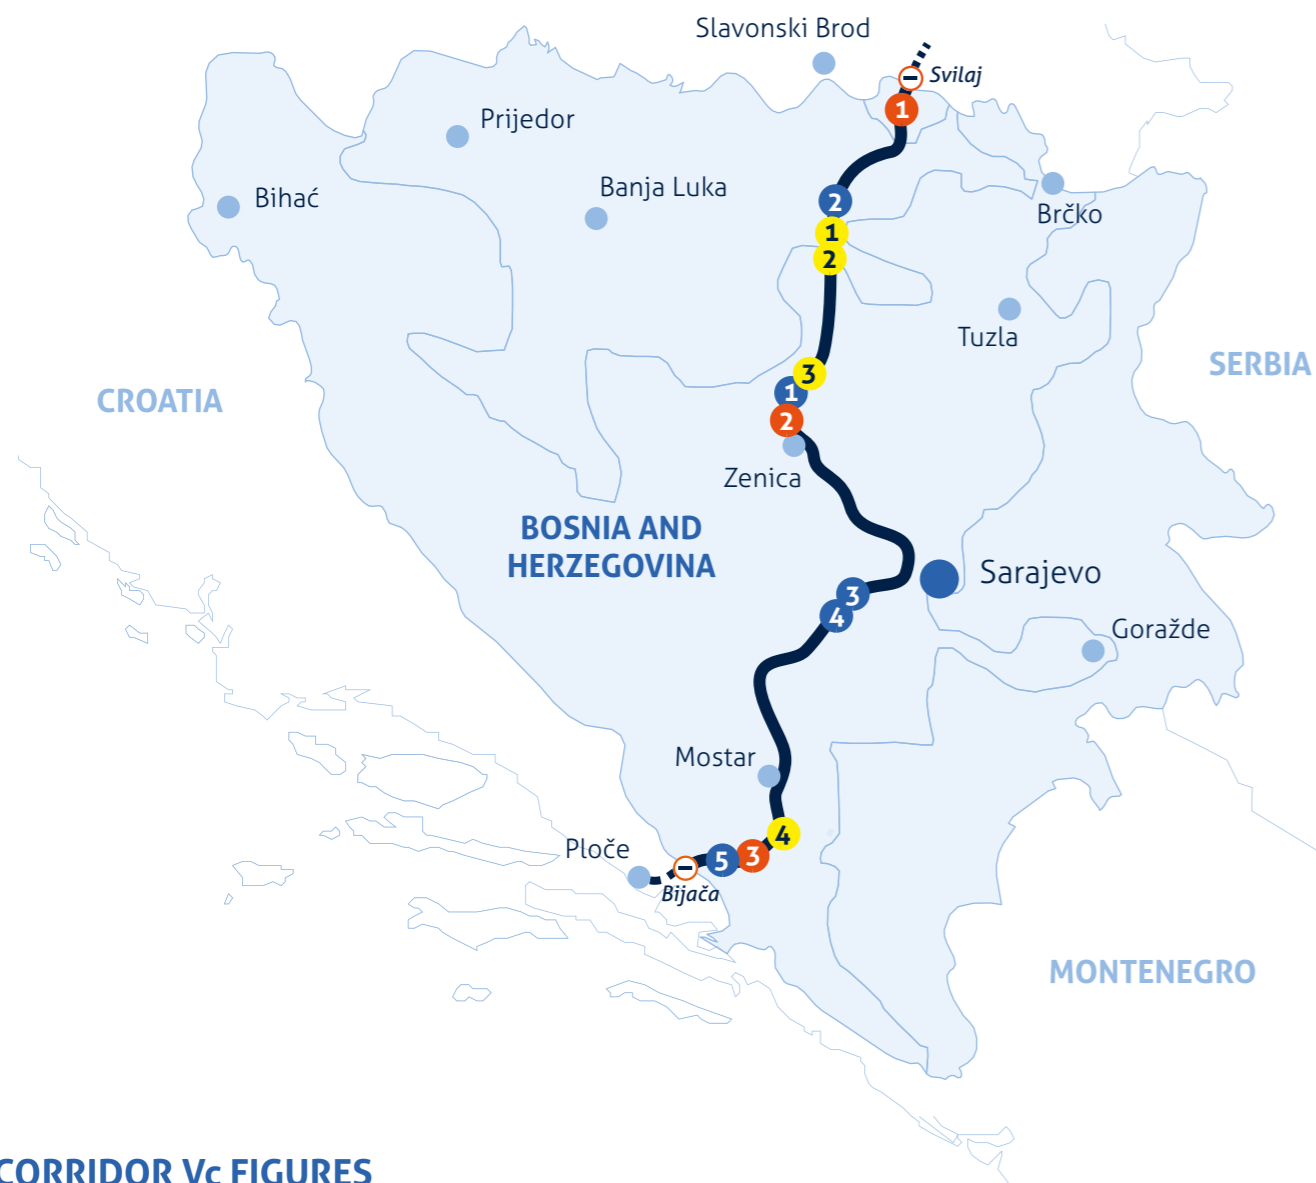 Slavonski Brod
Svilaj
1
Prijedor
Banja Luka
Bihać
2
Brčko
1
2
Tuzla
SERBIA
CROATIA
3
1
2
Zenica
BOSNIA AND
HERZEGOVINA
Sarajevo
3
4
Goražde
Mostar
4
Ploče
5
3
Bijača
MONTENEGRO
CORRIDOR Vc FIGURES